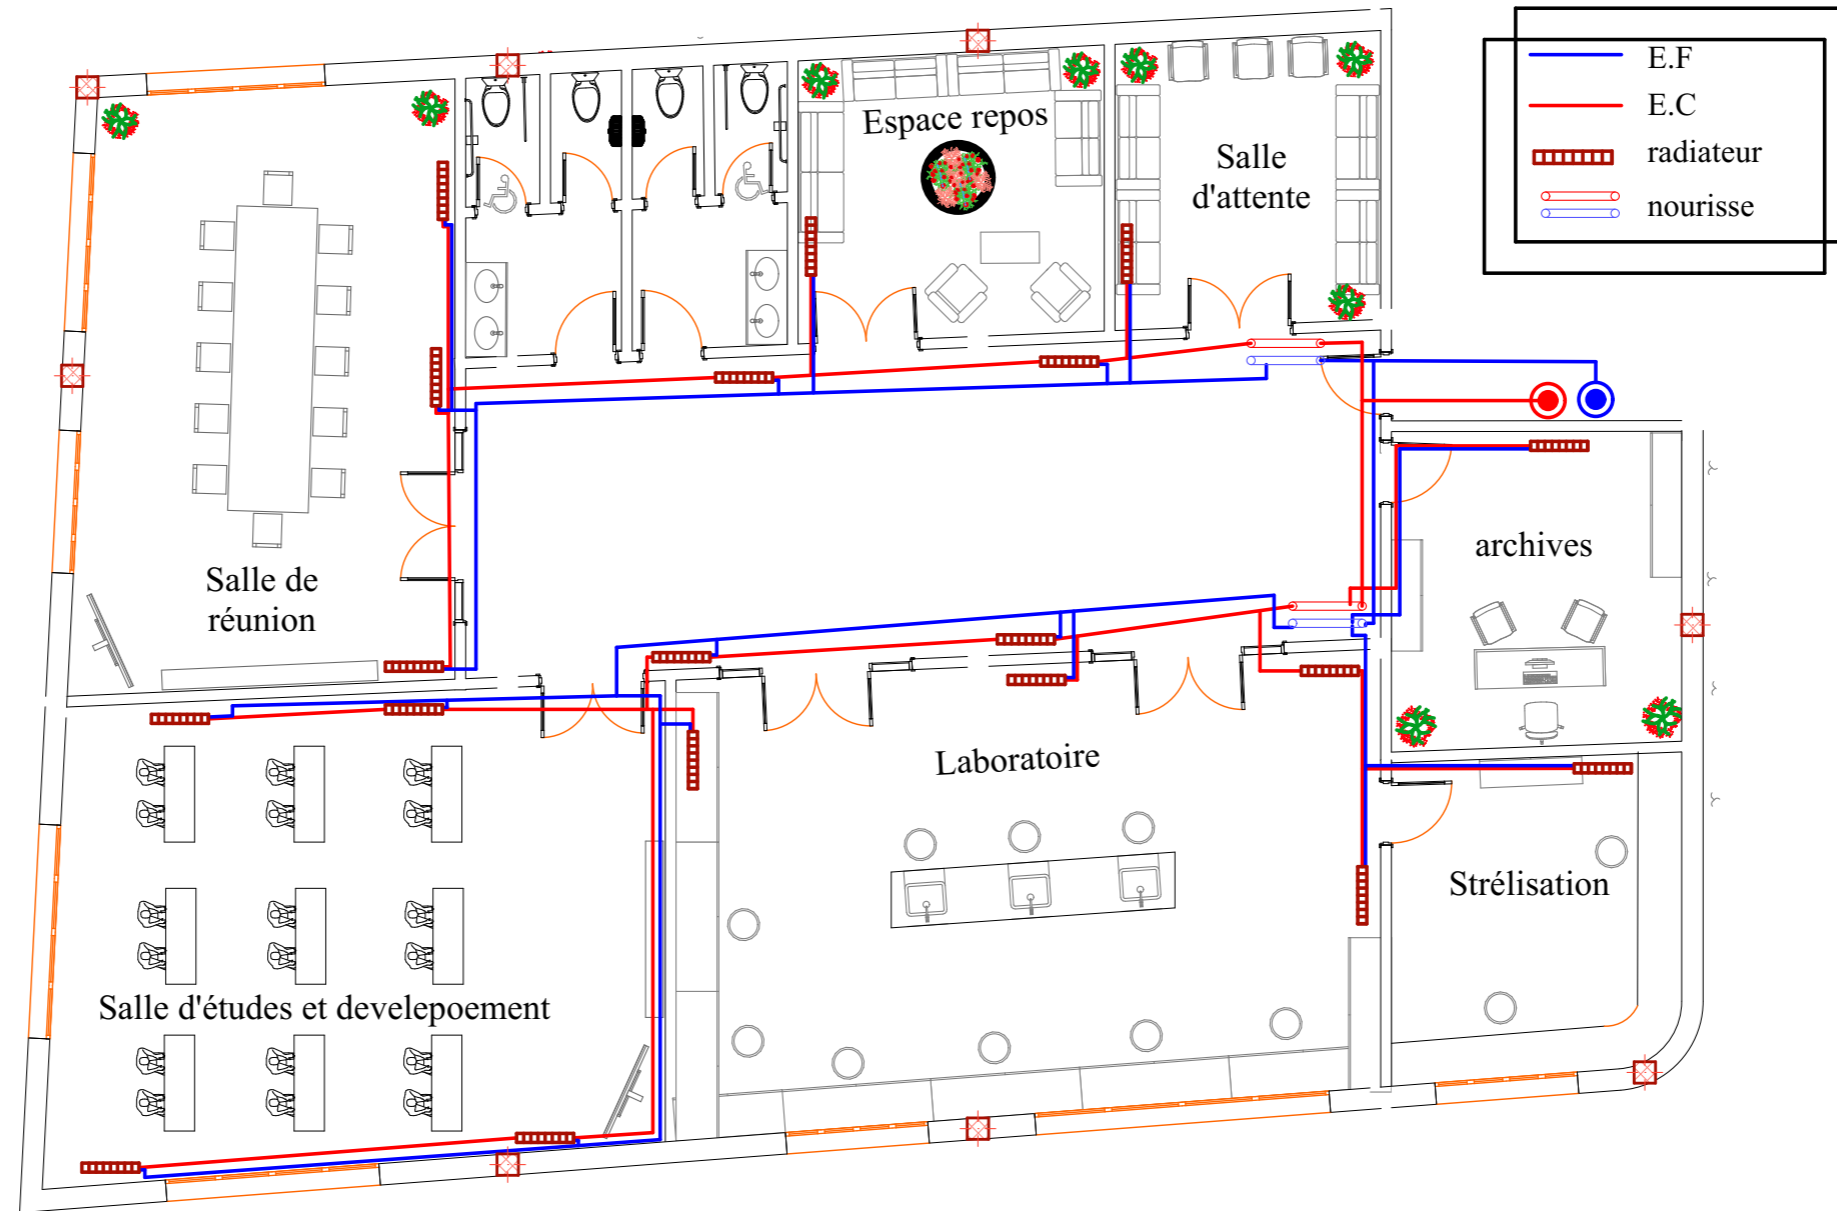 E.F
E.C
radiateur
nourisse
Espace repos
Salle
d'attente
Salle de
réunion
archives
Laboratoire
Strélisation
Salle d'études et develepoement